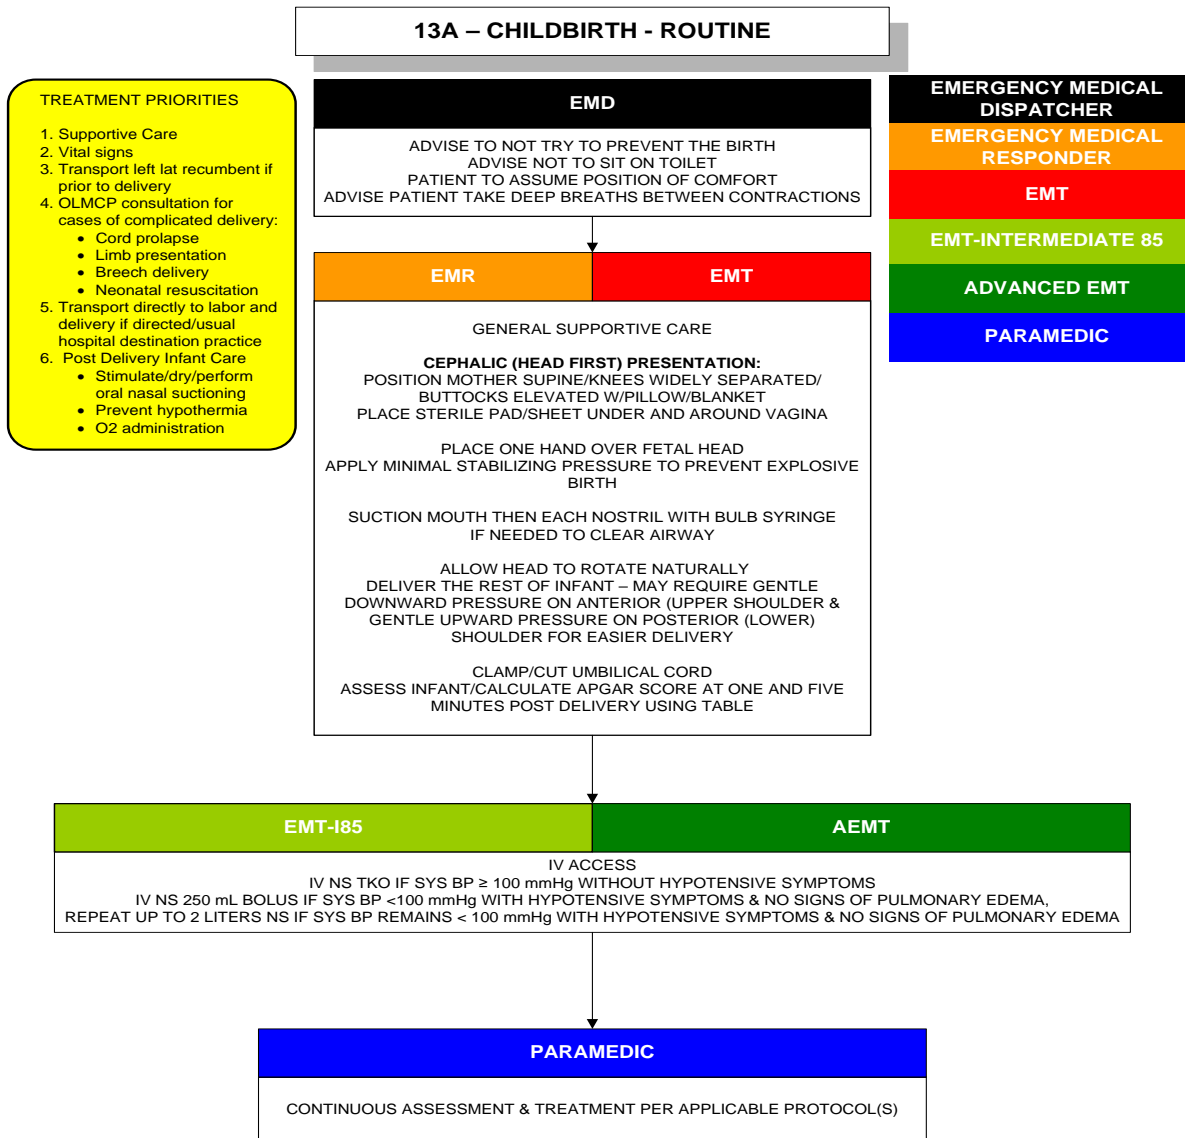 13A – CHILDBIRTH - ROUTINE
TREATMENT PRIORITIES
1. Supportive Care
2. Vital signs
3. Transport left lat recumbent if
prior to delivery
4. OLMCP consultation for
cases of complicated delivery:
• Cord prolapse
• Limb presentation
• Breech delivery
• Neonatal resuscitation
5. Transport directly to labor and
delivery if directed/usual
hospital destination practice
6. Post Delivery Infant Care
• Stimulate/dry/perform
oral nasal suctioning
• Prevent hypothermia
• O2 administration
EMD
ADVISE TO NOT TRY TO PREVENT THE BIRTH
ADVISE NOT TO SIT ON TOILET
PATIENT TO ASSUME POSITION OF COMFORT
ADVISE PATIENT TAKE DEEP BREATHS BETWEEN CONTRACTIONS
EMERGENCY MEDICAL
DISPATCHER
EMERGENCY MEDICAL
RESPONDER
EMT
EMT-INTERMEDIATE 85
ADVANCED EMT
PARAMEDIC
EMR
EMT
GENERAL SUPPORTIVE CARE
CEPHALIC (HEAD FIRST) PRESENTATION:
POSITION MOTHER SUPINE/KNEES WIDELY SEPARATED/
BUTTOCKS ELEVATED W/PILLOW/BLANKET
PLACE STERILE PAD/SHEET UNDER AND AROUND VAGINA
PLACE ONE HAND OVER FETAL HEAD
APPLY MINIMAL STABILIZING PRESSURE TO PREVENT EXPLOSIVE
BIRTH
SUCTION MOUTH THEN EACH NOSTRIL WITH BULB SYRINGE
IF NEEDED TO CLEAR AIRWAY
ALLOW HEAD TO ROTATE NATURALLY
DELIVER THE REST OF INFANT – MAY REQUIRE GENTLE
DOWNWARD PRESSURE ON ANTERIOR (UPPER SHOULDER &
GENTLE UPWARD PRESSURE ON POSTERIOR (LOWER)
SHOULDER FOR EASIER DELIVERY
CLAMP/CUT UMBILICAL CORD
ASSESS INFANT/CALCULATE APGAR SCORE AT ONE AND FIVE
MINUTES POST DELIVERY USING TABLE
EMT-I85
AEMT
IV ACCESS
IV NS TKO IF SYS BP ≥ 100 mmHg WITHOUT HYPOTENSIVE SYMPTOMS
IV NS 250 mL BOLUS IF SYS BP <100 mmHg WITH HYPOTENSIVE SYMPTOMS & NO SIGNS OF PULMONARY EDEMA,
REPEAT UP TO 2 LITERS NS IF SYS BP REMAINS < 100 mmHg WITH HYPOTENSIVE SYMPTOMS & NO SIGNS OF PULMONARY EDEMA
PARAMEDIC
CONTINUOUS ASSESSMENT & TREATMENT PER APPLICABLE PROTOCOL(S)